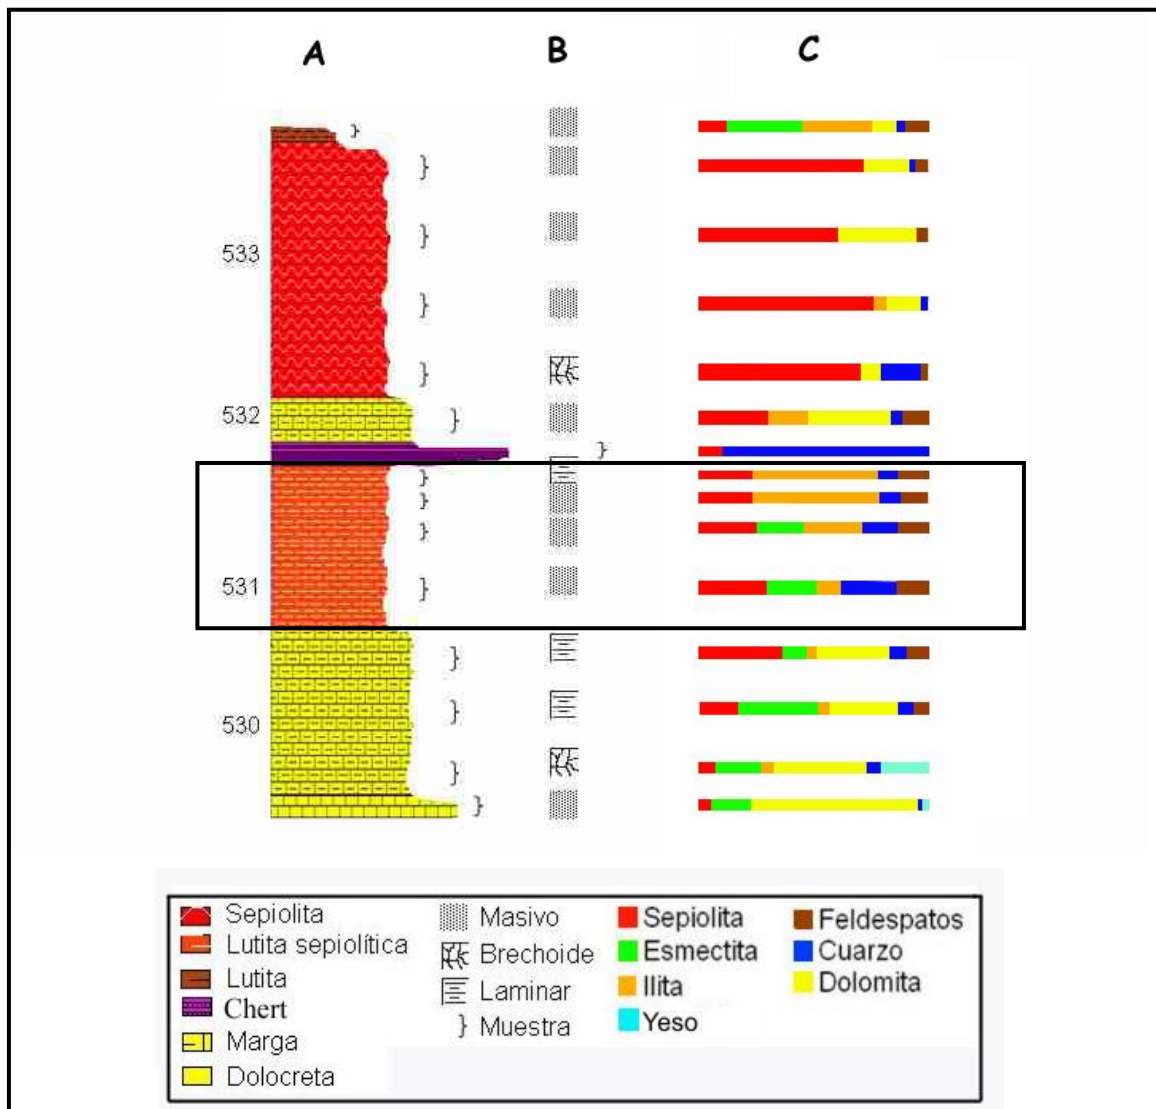 A B C
533
532
531
530
Sepiolita
Lutita sepiolítica
Lutita
Chert
Marga
Dolocreta
Masivo
Brechoide
Laminar
Muestra
Sepiolita
Esmectita
Ilita
Yeso
Feldespatos
Cuarzo
Dolomita